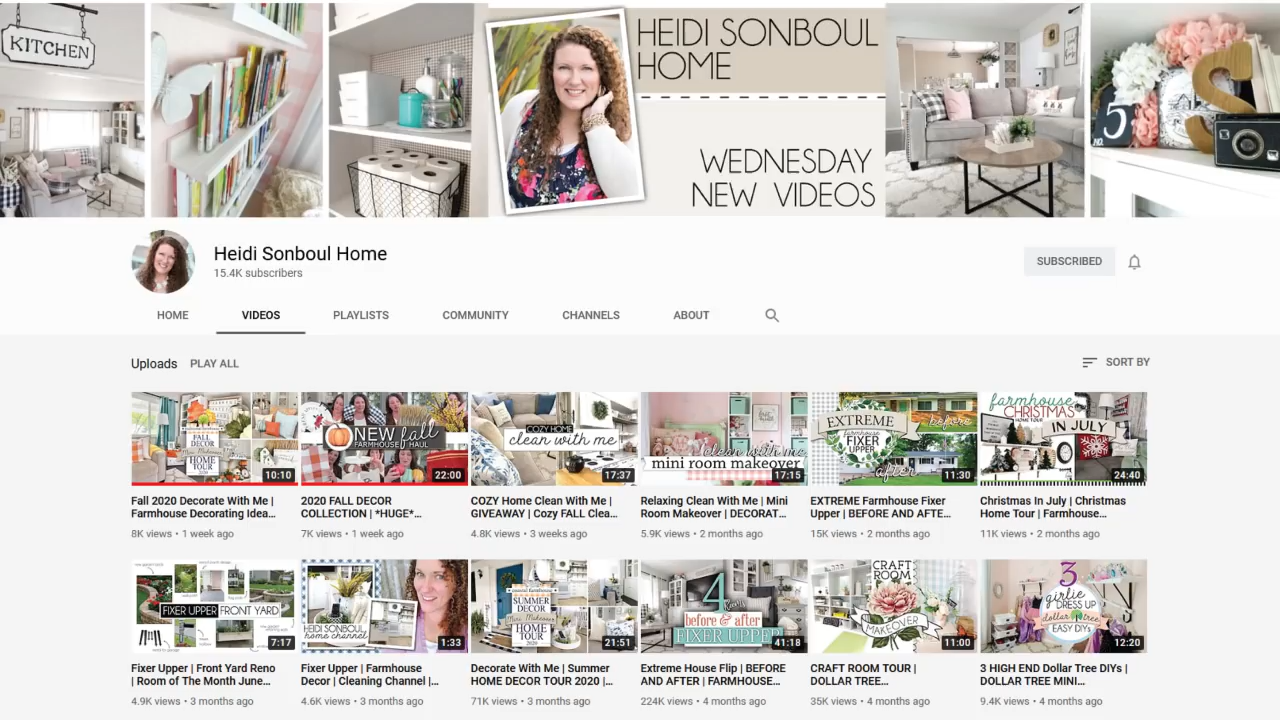 KITCHEN
HEIDI SONBOUL
HOME
WEDNESDAY
NEW VIDEOS
5
S
Heidi Sonboul Home
15.4K subscribers
SUBSCRIBED
HOME VIDEOS PLAYLISTS COMMUNITY CHANNELS ABOUT
Uploads PLAY ALL
SORT BY
FALL
DECOR
HOME
TOUR
2020
10:10
Fall 2020 Decorate With Me |
Farmhouse Decorating Idea...
8K views • 1 week ago
NEW fall
FARMHOUSE HAUL
22:00
2020 FALL DECOR
COLLECTION | *HUGE*...
7K views • 1 week ago
COZY HOME
clean with me
17:37
COZY Home Clean With Me |
GIVEAWAY | Cozy FALL Clea...
4.8K views • 3 weeks ago
clean with me
mini room makeover
17:15
Relaxing Clean With Me | Mini
Room Makeover | DECORAT...
5.9K views • 2 months ago
EXTREME
before
farmhouse
FIXER
UPPER
after
11:30
EXTREME Farmhouse Fixer
Upper | BEFORE AND AFTE...
15K views • 2 months ago
farmhouse
CHRISTMAS
HOME TOUR
IN JULY
24:40
Christmas In July | Christmas
Home Tour | Farmhouse...
11K views • 2 months ago
FIXER UPPER FRONT YARD
7:17
Fixer Upper | Front Yard Reno
| Room of The Month June...
4.9K views • 3 months ago
HEIDI SONBOUL
home channel
1:33
Fixer Upper | Farmhouse
Decor | Cleaning Channel |...
4.6K views • 3 months ago
SUMMER
DECOR
Mini Makeover
HOME
TOUR
2020
21:51
Decorate With Me | Summer
HOME DECOR TOUR 2020 |...
71K views • 3 months ago
4
before & after
FIXER UPPER
41:18
Extreme House Flip | BEFORE
AND AFTER | FARMHOUSE...
224K views • 4 months ago
CRAFT
ROOM
MAKEOVER
11:00
CRAFT ROOM TOUR |
DOLLAR TREE...
35K views • 4 months ago
3
girlie
DRESS UP
dollar tree
EASY DIYs
12:20
3 HIGH END Dollar Tree DIYs |
DOLLAR TREE MINI...
9.4K views • 4 months ago